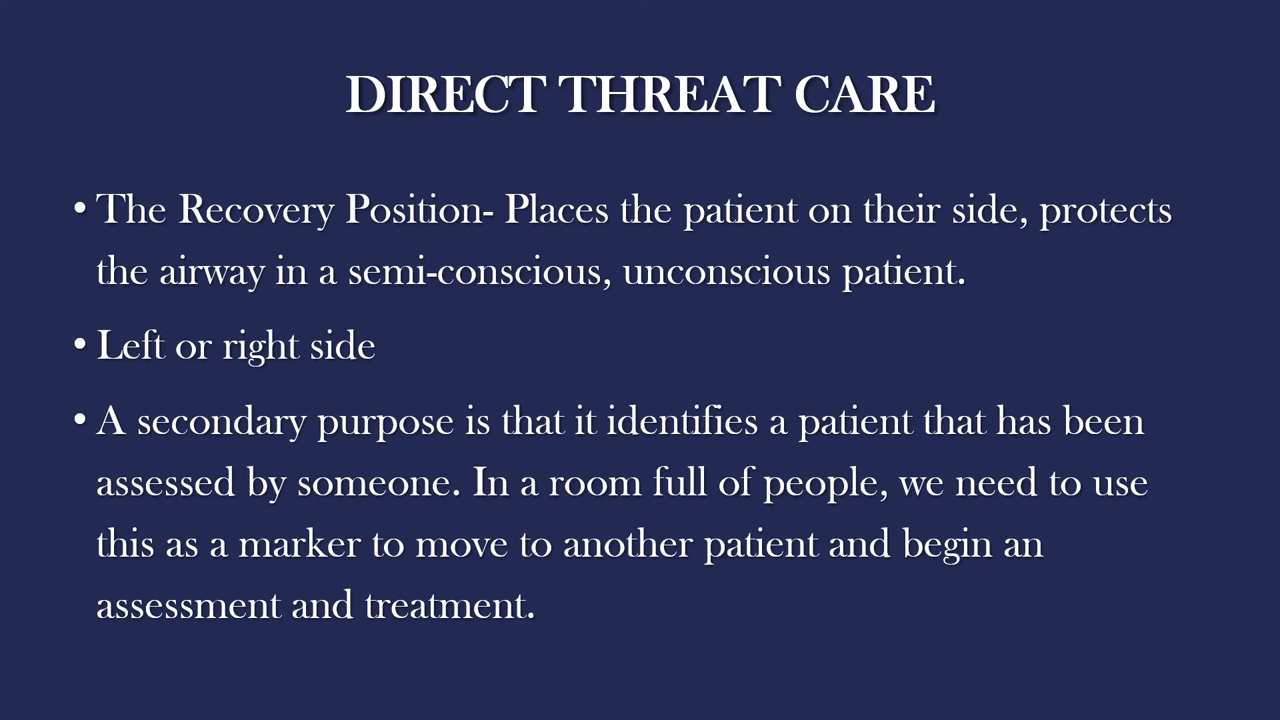 DIRECT THREAT CARE
• The Recovery Position- Places the patient on their side, protects
the airway in a semi-conscious, unconscious patient.
• Left or right side
• A secondary purpose is that it identifies a patient that has been
assessed by someone. In a room full of people, we need to use
this as a marker to move to another patient and begin an
assessment and treatment.